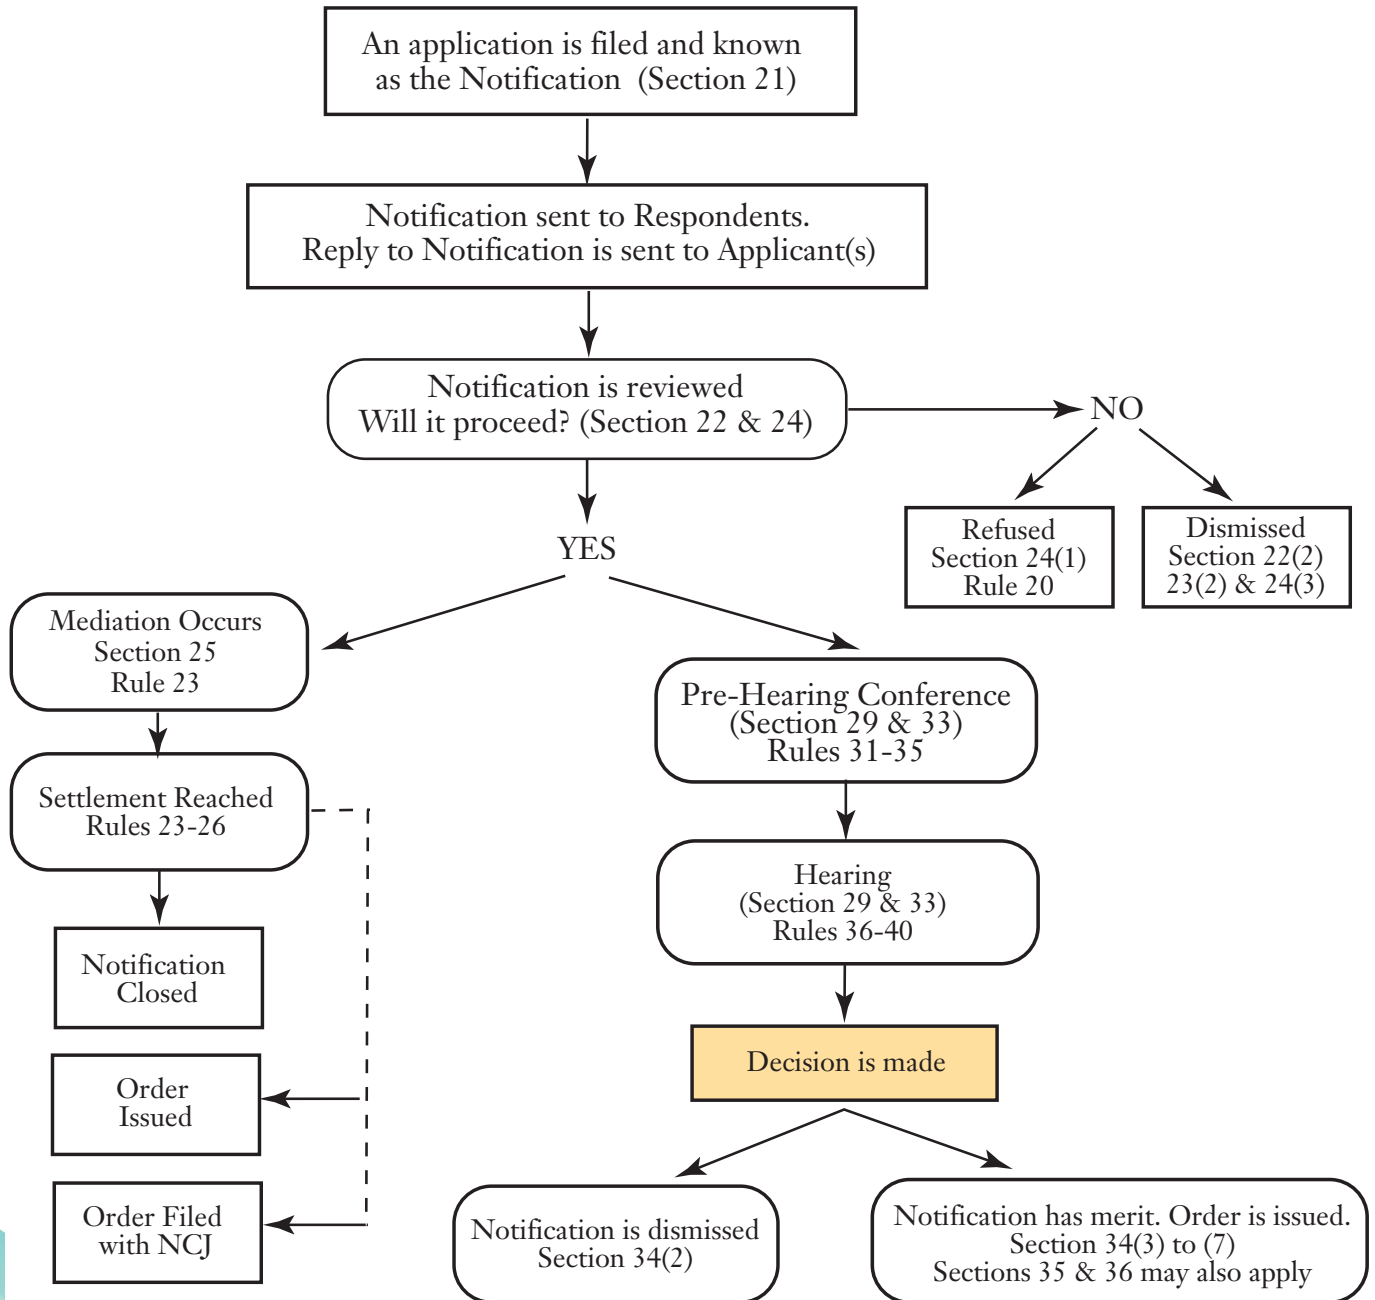 An application is filed and known
as the Notification (Section 21)
Notification sent to Respondents.
Reply to Notification is sent to Applicant(s)
Notification is reviewed
Will it proceed? (Section 22 & 24)
NO
Refused
Section 24(1)
Rule 20
Dismissed
Section 22(2)
23(2) & 24(3)
YES
Mediation Occurs
Section 25
Rule 23
Settlement Reached
Rules 23-26
Notification
Closed
Order
Issued
Order Filed
with NCJ
Pre-Hearing Conference
(Section 29 & 33)
Rules 31-35
Hearing
(Section 29 & 33)
Rules 36-40
Decision is made
Notification is dismissed
Section 34(2)
Notification has merit. Order is issued.
Section 34(3) to (7)
Sections 35 & 36 may also apply